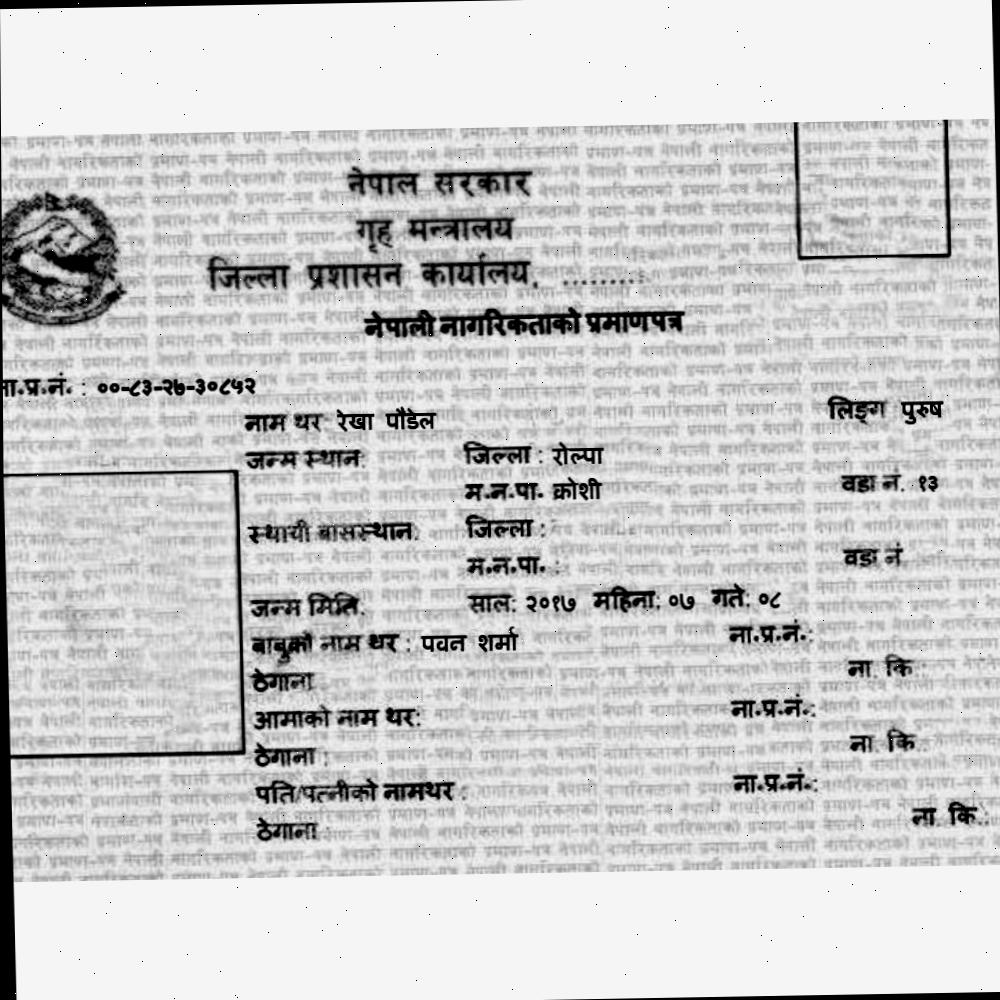 नेपाल सरकार
गृह मन्त्रालय
जिल्ला प्रशासन कार्यालय, .........
नेपाली नागरिकताको प्रमाणपत्र
ना.प्र.नं. : ००-८३-२७-३०८५२
नाम थर: रेखा पौडेल लिङ्ग पुरुष
जन्म स्थान: जिल्ला : रोल्पा
म.न.पा. क्रोशी वडा नं. १३
स्थायी बासस्थान: जिल्ला :
म.न.पा. : वडा नं
जन्म मिति: साल: २०१७ महिना: ०७ गते: ०८
बाबुको नाम थर : पवन शर्मा ना.प्र.नं.:
ठेगाना ना. कि.:
आमाको नाम थर: ना.प्र.नं.:
ठेगाना : ना. कि.:
पति/पत्नीको नामथर : ना.प्र.नं.:
ठेगाना : ना. कि.: